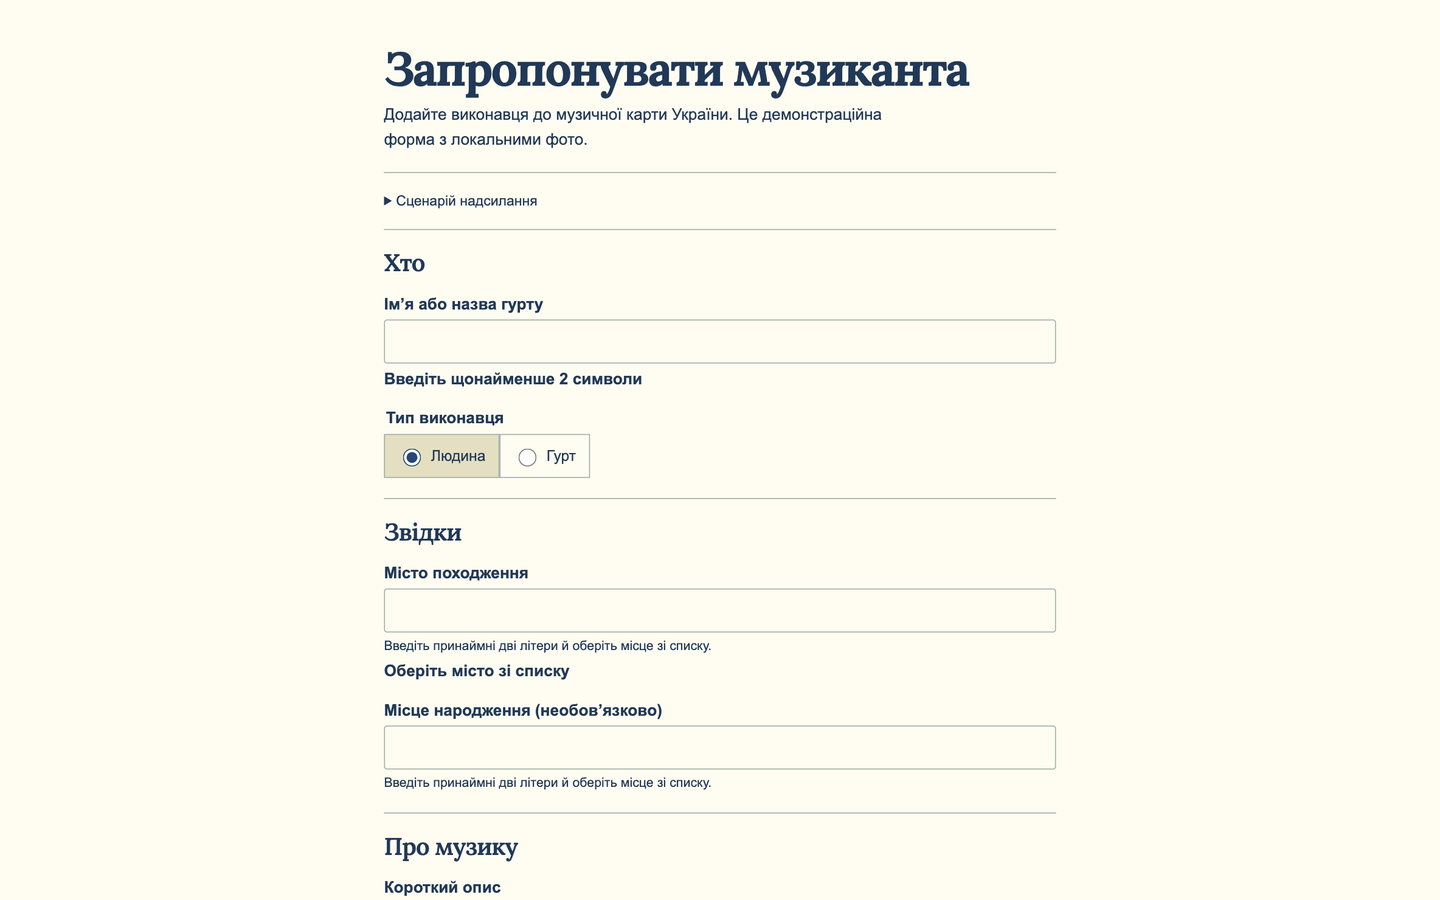 Запропонувати музиканта
Додайте виконавця до музичної карти України. Це демонстраційна
форма з локальними фото.
Сценарій надсилання
Хто
Ім’я або назва гурту
Введіть щонайменше 2 символи
Тип виконавця
Людина Гурт
Звідки
Місто походження
Введіть принаймні дві літери й оберіть місце зі списку.
Оберіть місто зі списку
Місце народження (необов’язково)
Введіть принаймні дві літери й оберіть місце зі списку.
Про музику
Короткий опис